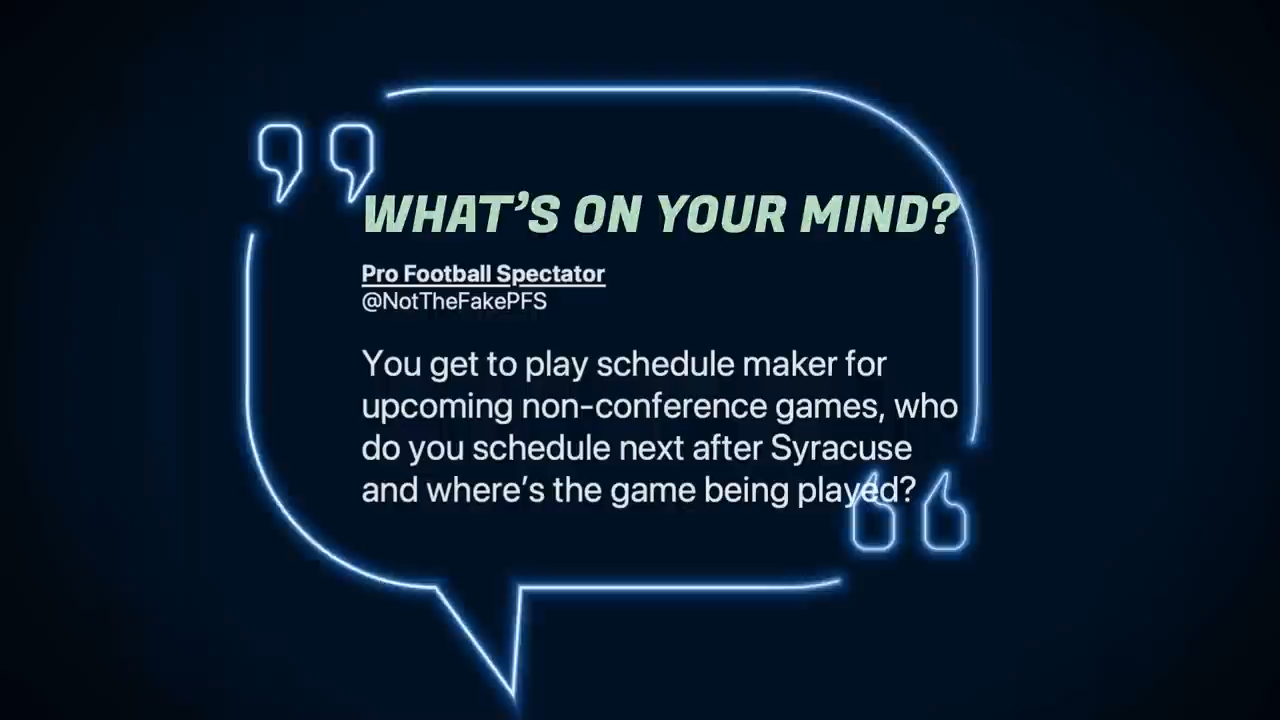 WHAT'S ON YOUR MIND?
Pro Football Spectator
@NotTheFakePFS
You get to play schedule maker for
upcoming non-conference games, who
do you schedule next after Syracuse
and where's the game being played?